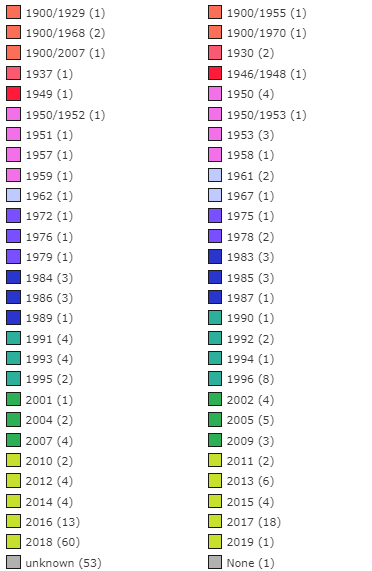 1900/1929 (1) 1900/1955 (1)
1900/1968 (2) 1900/1970 (1)
1900/2007 (1) 1930 (2)
1937 (1) 1946/1948 (1)
1949 (1) 1950 (4)
1950/1952 (1) 1950/1953 (1)
1951 (1) 1953 (3)
1957 (1) 1958 (1)
1959 (1) 1961 (2)
1962 (1) 1967 (1)
1972 (1) 1975 (1)
1976 (1) 1978 (2)
1979 (1) 1983 (3)
1984 (3) 1985 (3)
1986 (3) 1987 (1)
1989 (1) 1990 (1)
1991 (4) 1992 (2)
1993 (4) 1994 (1)
1995 (2) 1996 (8)
2001 (1) 2002 (4)
2004 (2) 2005 (5)
2007 (4) 2009 (3)
2010 (2) 2011 (2)
2012 (4) 2013 (6)
2014 (4) 2015 (4)
2016 (13) 2017 (18)
2018 (60) 2019 (1)
unknown (53) None (1)